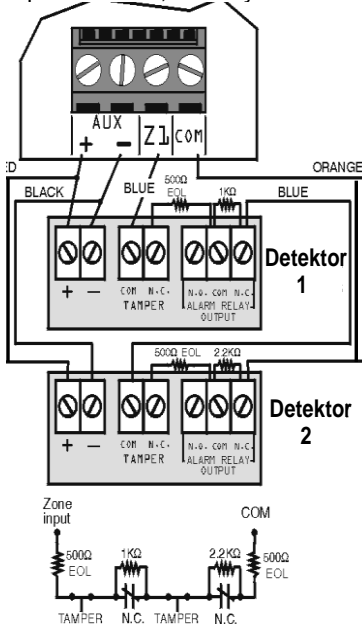 AUX
+ - Z1 COM
ED ORANGE
BLACK BLUE 500Ω EOL 1KΩ BLUE
+ - COM N.C. N.O. COM N.C.
TAMPER ALARM RELAY OUTPUT
Detektor 1
500Ω EOL 2.2KΩ
+ - COM N.C. N.O. COM N.C.
TAMPER ALARM RELAY OUTPUT
Detektor 2
Zone input COM
500Ω EOL 1KΩ 2.2KΩ 500Ω EOL
TAMPER N.C. TAMPER N.C.